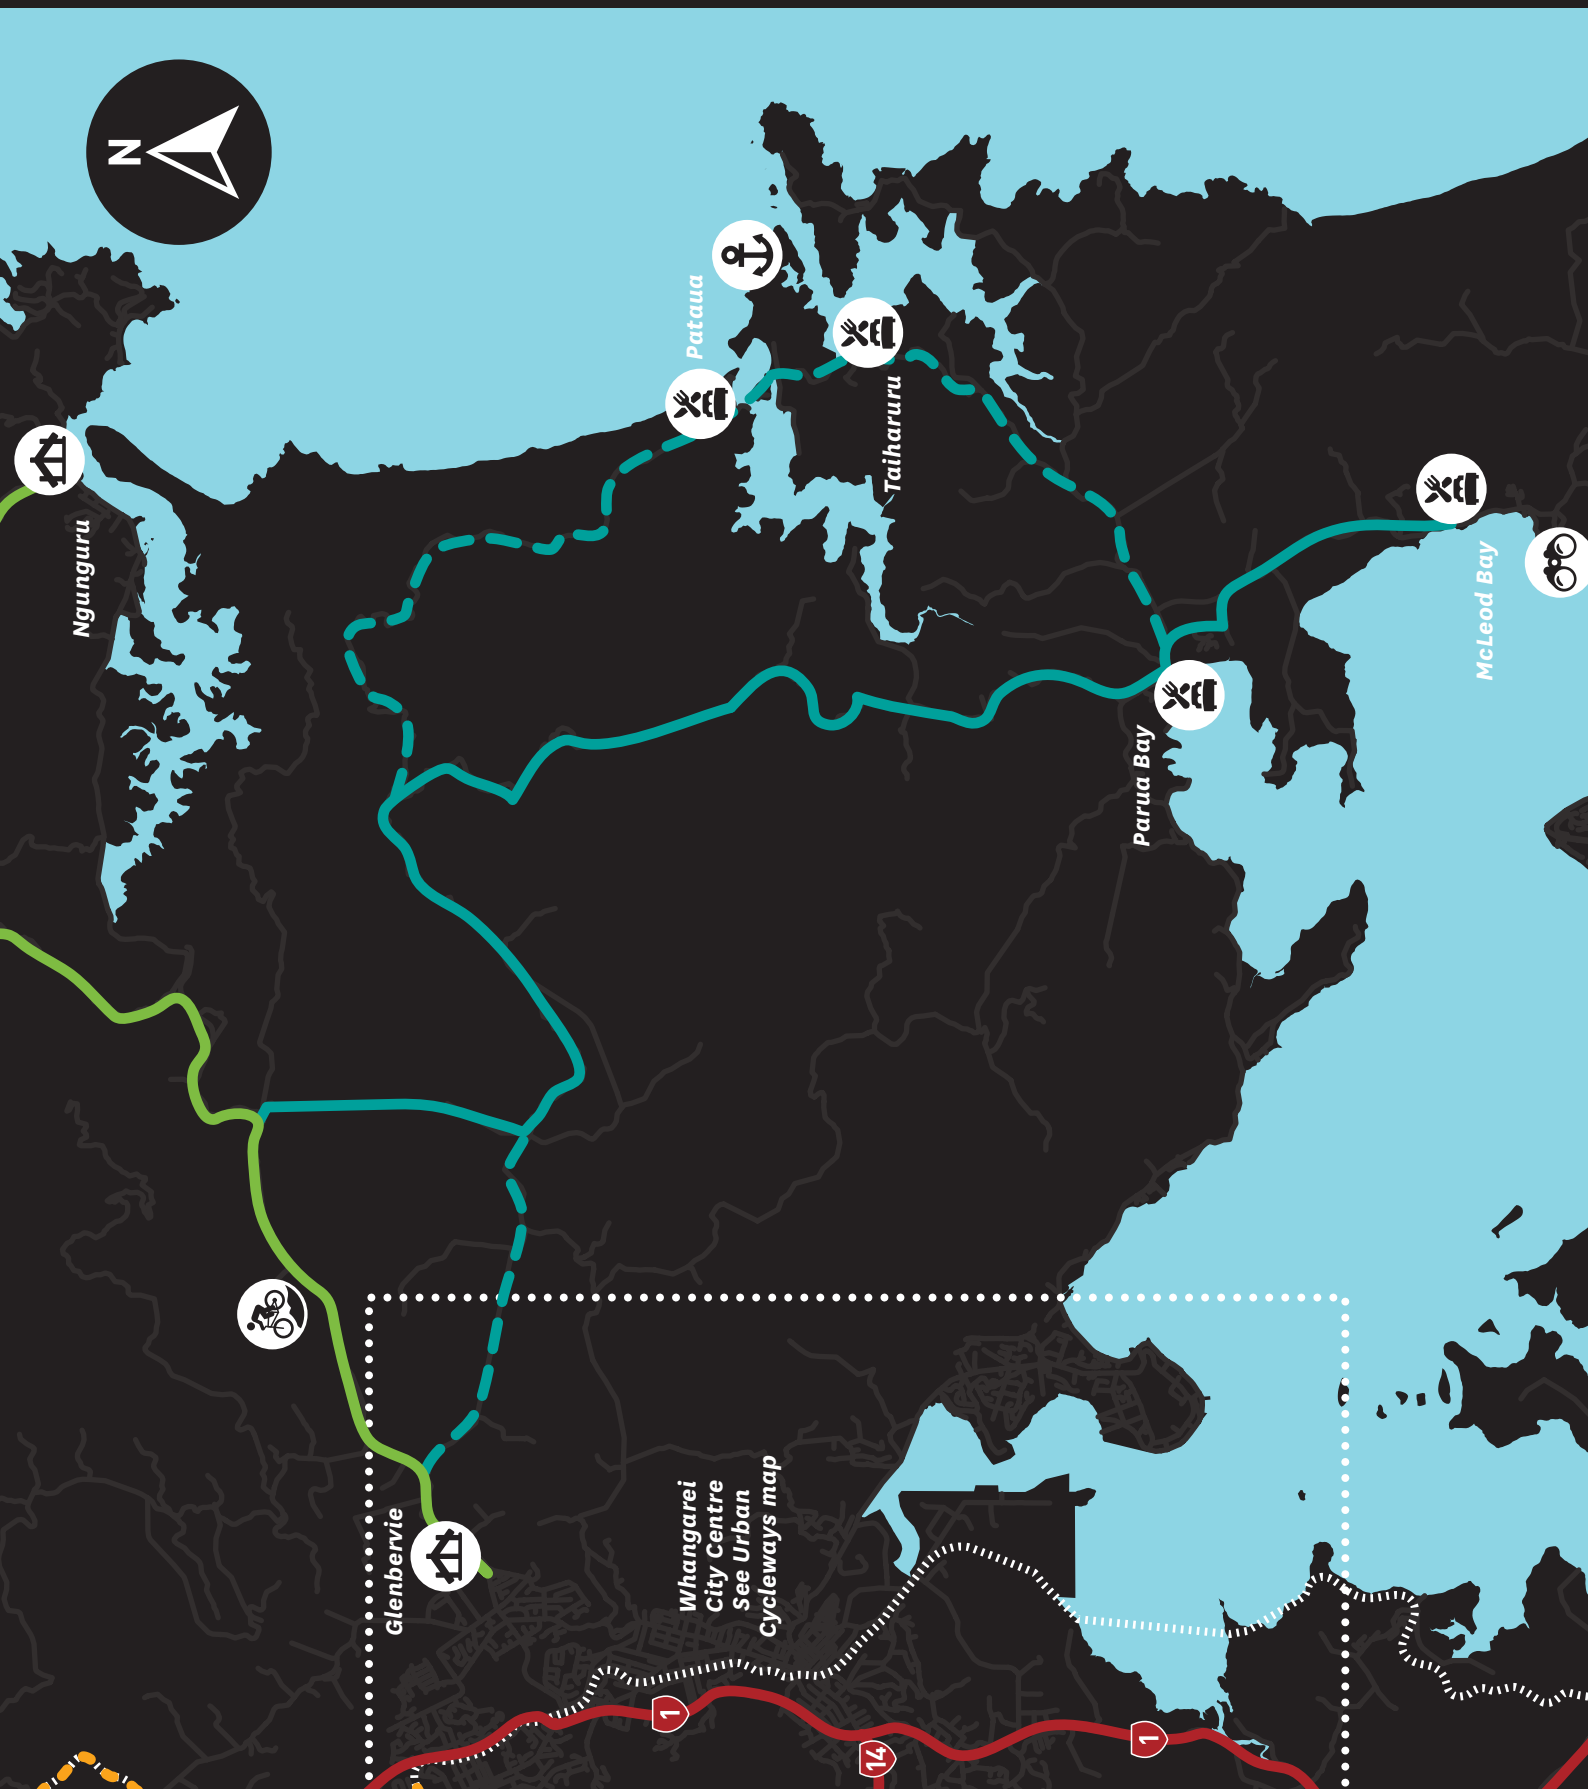 N
Ngunguru
Pataua
Taiharuru
McLeod Bay
Parua Bay
Glenbervie
Whangarei
City Centre
See Urban
Cycleways map
1
14
1